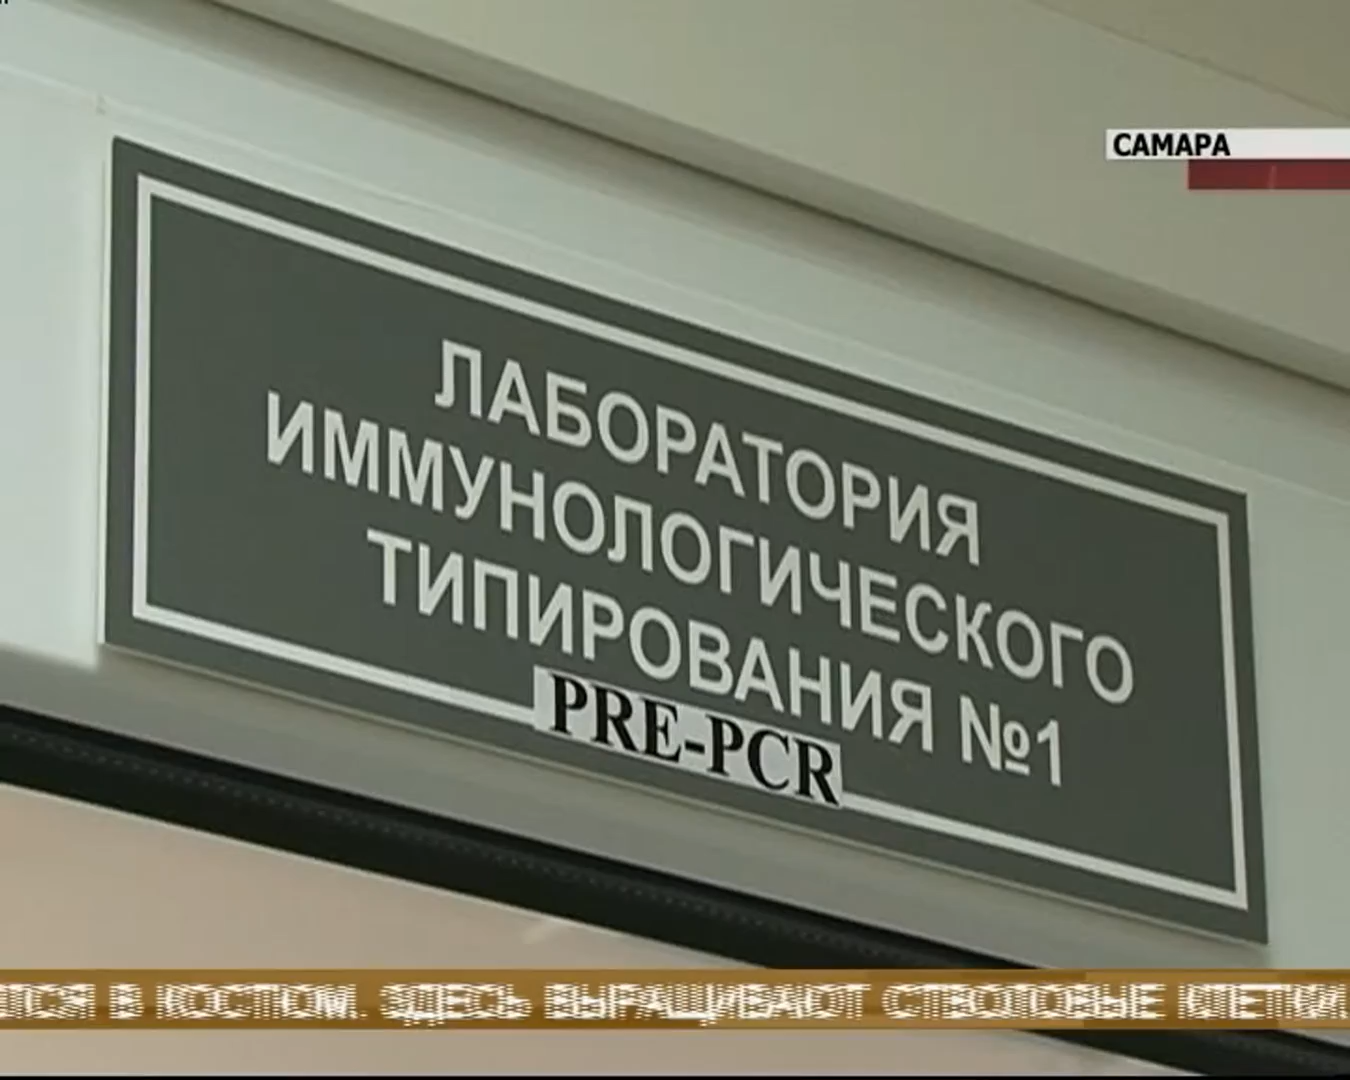 САМАРА
ЛАБОРАТОРИЯ
ИММУНОЛОГИЧЕСКОГО
ТИПИРОВАНИЯ №1
PRE-PCR
В КОСТЮМ. ЗДЕСЬ ВЫРАЩИВАЮТ СТВОЛОВЫЕ КЛЕТКИ.